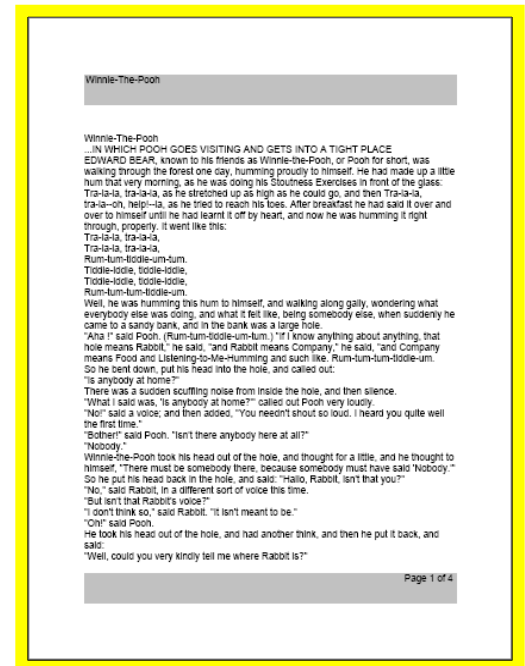 Winnie-The-Pooh
Winnie-The-Pooh
...IN WHICH POOH GOES VISITING AND GETS INTO A TIGHT PLACE
EDWARD BEAR, known to his friends as Winnie-the-Pooh, or Pooh for short, was
walking through the forest one day, humming proudly to himself. He had made up a little
hum that very morning, as he was doing his Stoutness Exercises in front of the glass:
Tra-la-la, tra-la-la, as he stretched up as high as he could go, and then Tra-la-la,
tra-la--oh, help!--la, as he tried to reach his toes. After breakfast he had said it over and
over to himself until he had learnt it off by heart, and now he was humming it right
through, properly. It went like this:
Tra-la-la, tra-la-la,
Tra-la-la, tra-la-la,
Rum-tum-tiddle-um-tum.
Tiddle-iddle, tiddle-iddle,
Tiddle-iddle, tiddle-iddle,
Rum-tum-tum-tiddle-um.
Well, he was humming this hum to himself, and walking along gaily, wondering what
everybody else was doing, and what it felt like, being somebody else, when suddenly he
came to a sandy bank, and in the bank was a large hole.
"Aha !" said Pooh. (Rum-tum-tiddle-um-tum.) "If I know anything about anything, that
hole means Rabbit," he said, "and Rabbit means Company," he said, "and Company
means Food and Listening-to-Me-Humming and such like. Rum-tum-tum-tiddle-um.
So he bent down, put his head into the hole, and called out:
"Is anybody at home?"
There was a sudden scuffling noise from inside the hole, and then silence.
"What I said was, 'Is anybody at home?'" called out Pooh very loudly.
"No!" said a voice; and then added, "You needn't shout so loud. I heard you quite well
the first time."
"Bother!" said Pooh. "Isn't there anybody here at all?"
"Nobody."
Winnie-the-Pooh took his head out of the hole, and thought for a little, and he thought to
himself, "There must be somebody there, because somebody must have said 'Nobody.'"
So he put his head back in the hole, and said: "Hallo, Rabbit, isn't that you?"
"No," said Rabbit, in a different sort of voice this time.
"But isn't that Rabbit's voice?"
"I don't think so," said Rabbit. "It isn't meant to be."
"Oh!" said Pooh.
He took his head out of the hole, and had another think, and then he put it back, and
said:
"Well, could you very kindly tell me where Rabbit is?"
Page 1 of 4